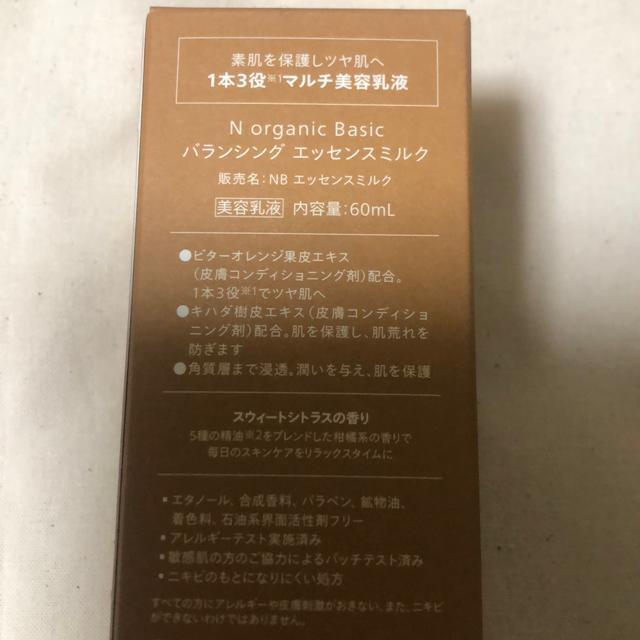 素肌を保護しツヤ肌へ
1本3役※1マルチ美容乳液
N organic Basic
バランシング エッセンスミルク
販売名:NB エッセンスミルク
美容乳液 内容量:60mL
●ビターオレンジ果皮エキス
(皮膚コンディショニング剤)配合。
1本3役※1でツヤ肌へ
●キハダ樹皮エキス(皮膚コンディショ
ニング剤)配合。肌を保護し、肌荒れを
防ぎます
●角質層まで浸透。潤いを与え、肌を保護
スウィートシトラスの香り
5種の精油※2をブレンドした柑橘系の香りで
毎日のスキンケアをリラックスタイムに
▪エタノール、合成香料、パラベン、鉱物油、
着色料、石油系界面活性剤フリー
▪アレルギーテスト実施済み
▪敏感肌の方のご協力によるパッチテスト済み
▪ニキビのもとになりにくい処方
すべての方にアレルギーや皮膚刺激がおきない、また、ニキビ
ができないわけではありません。